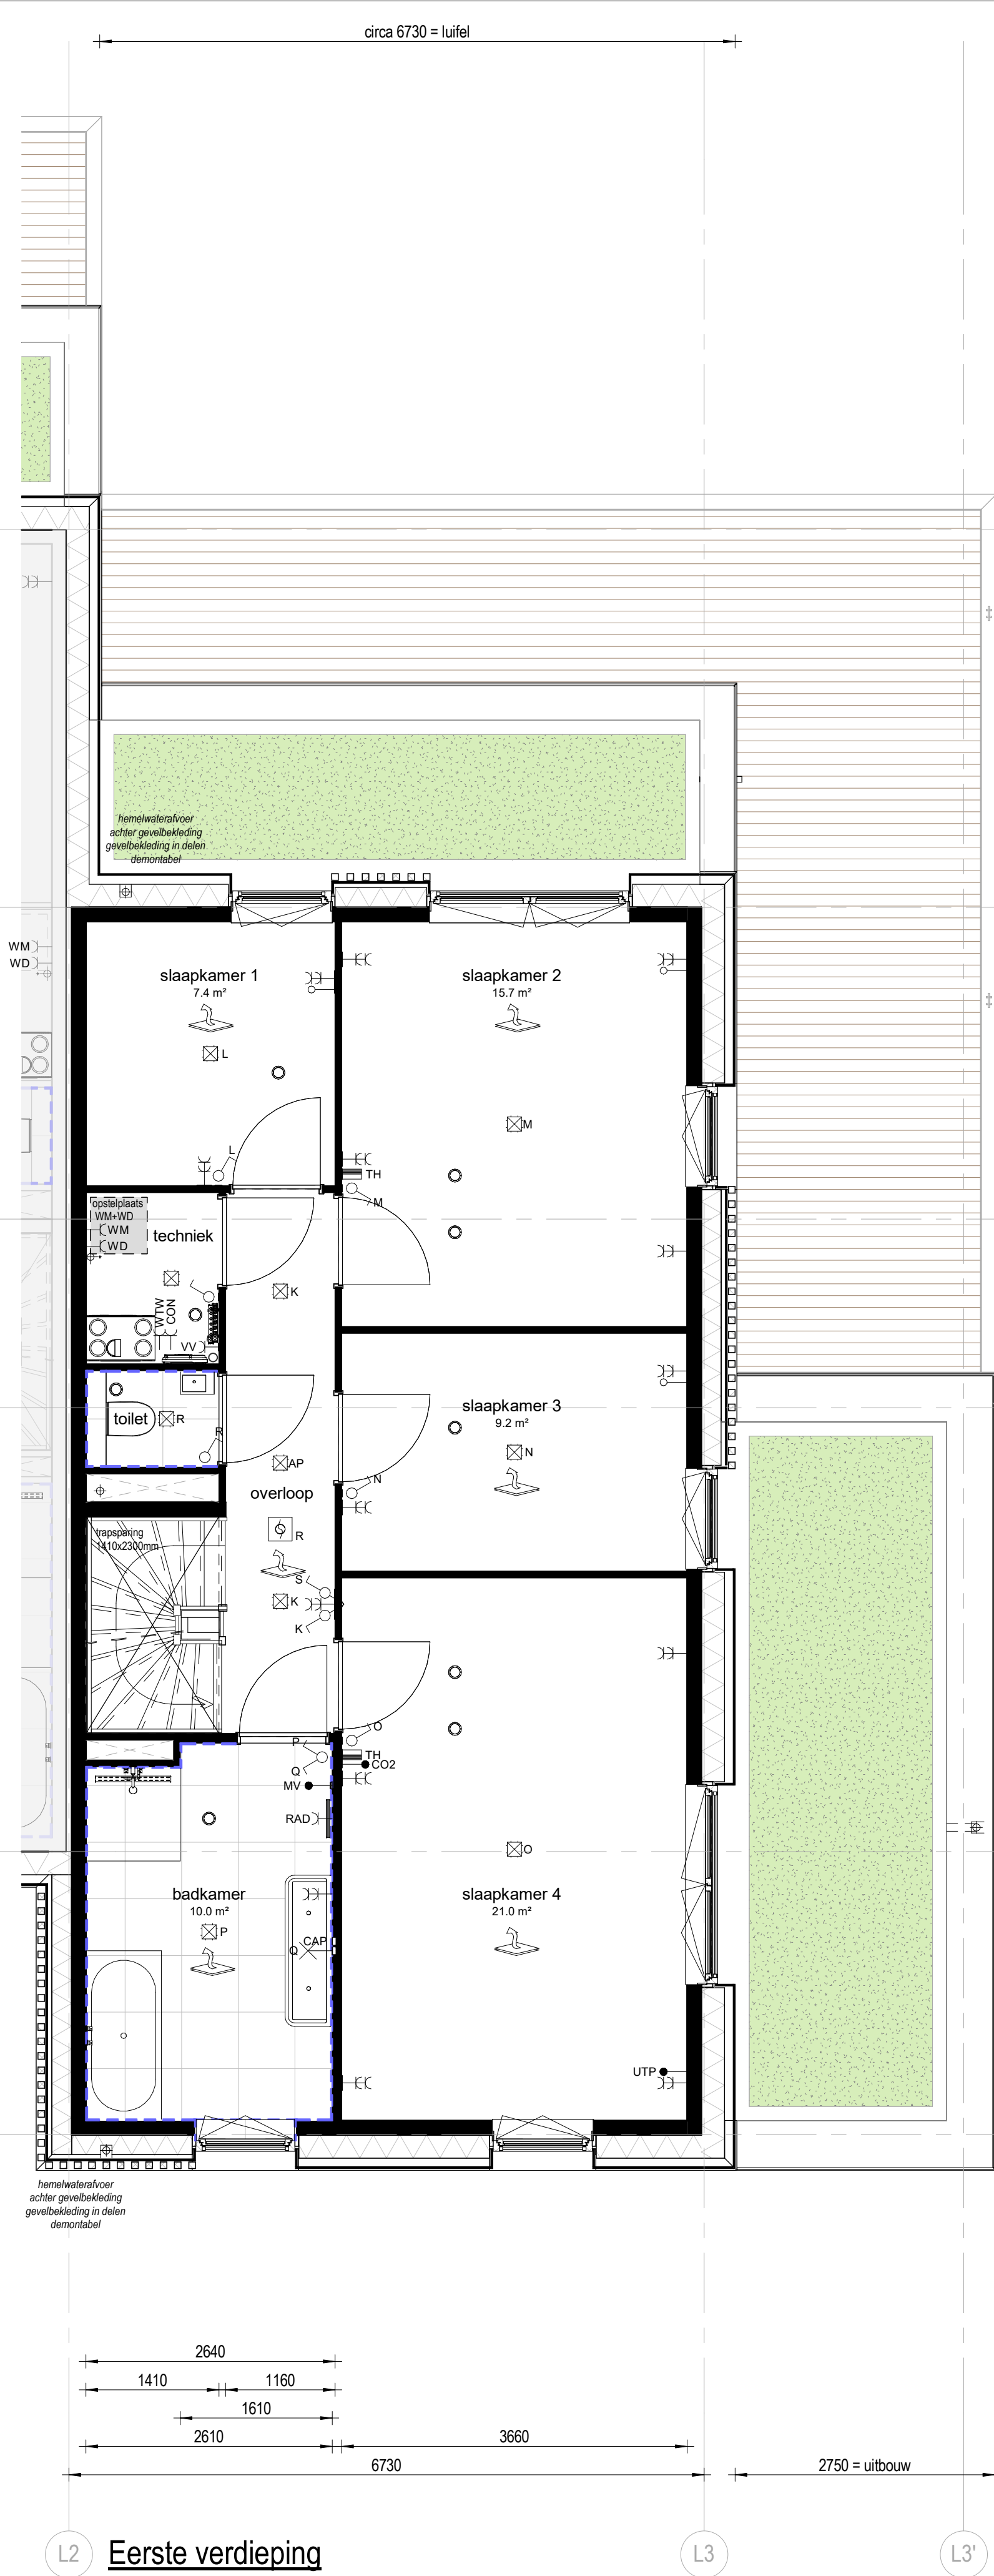 circa 6730 = luifel
hemelwaterafvoer
achter gevelbekleding
gevelbekleding in delen
demontabel
WM
WD
slaapkamer 1
7.4 m²
L
L
slaapkamer 2
15.7 m²
M
TH
M
opstelplaats
WM+WD
WM
WD
techniek
K
WTW
CON
VV
toilet
R
R
slaapkamer 3
9.2 m²
N
N
AP
overloop
R
S
K
K
trapsparing
1410x2300mm
O
P
Q
TH
CO2
MV
RAD
O
badkamer
10.0 m²
P
CAP
Q
slaapkamer 4
21.0 m²
UTP
hemelwaterafvoer
achter gevelbekleding
gevelbekleding in delen
demontabel
2640
1410
1160
1610
2610
3660
6730
2750 = uitbouw
L2
Eerste verdieping
L3
L3'